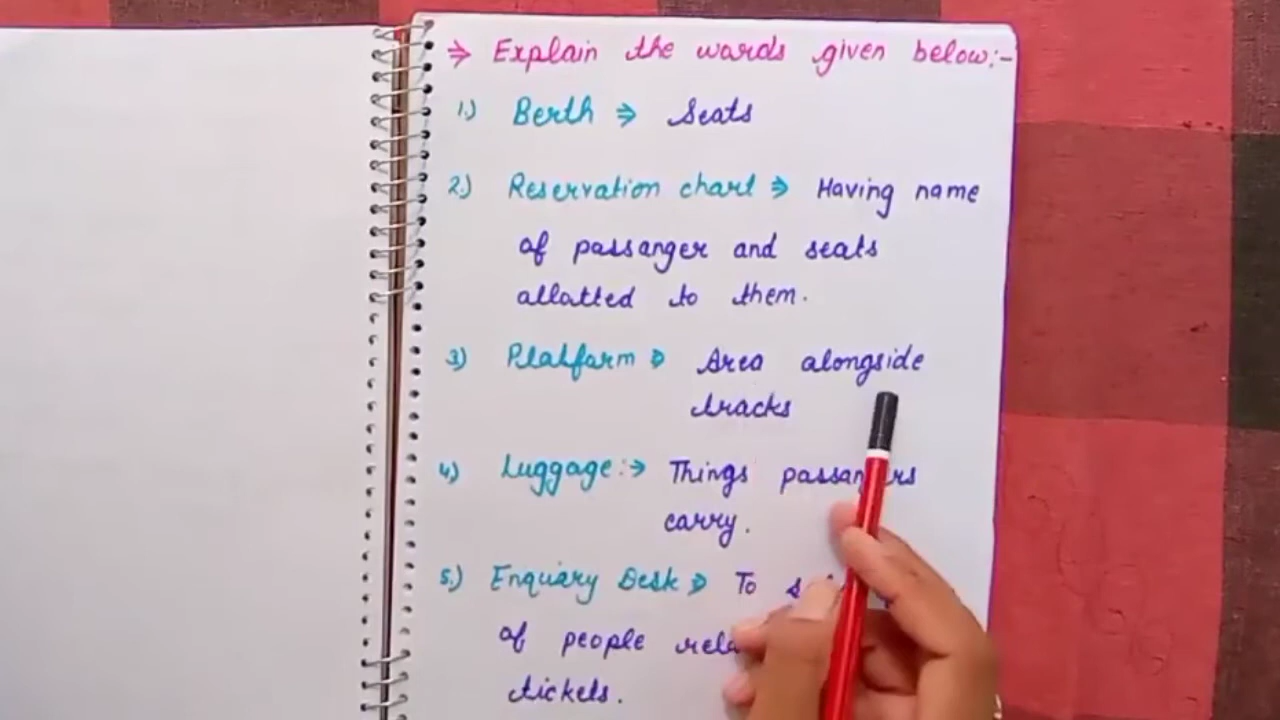 ⇒ Explain the words given below:-
1.) Berth ⇒ Seats
2.) Reservation chart ⇒ Having name
of passanger and seats
allotted to them.
3) Platform ⇒ Area alongside
tracks
4) Luggage:→ Things
carry.
5.) Enquiry Desk ⇒ To
of people
tickets.